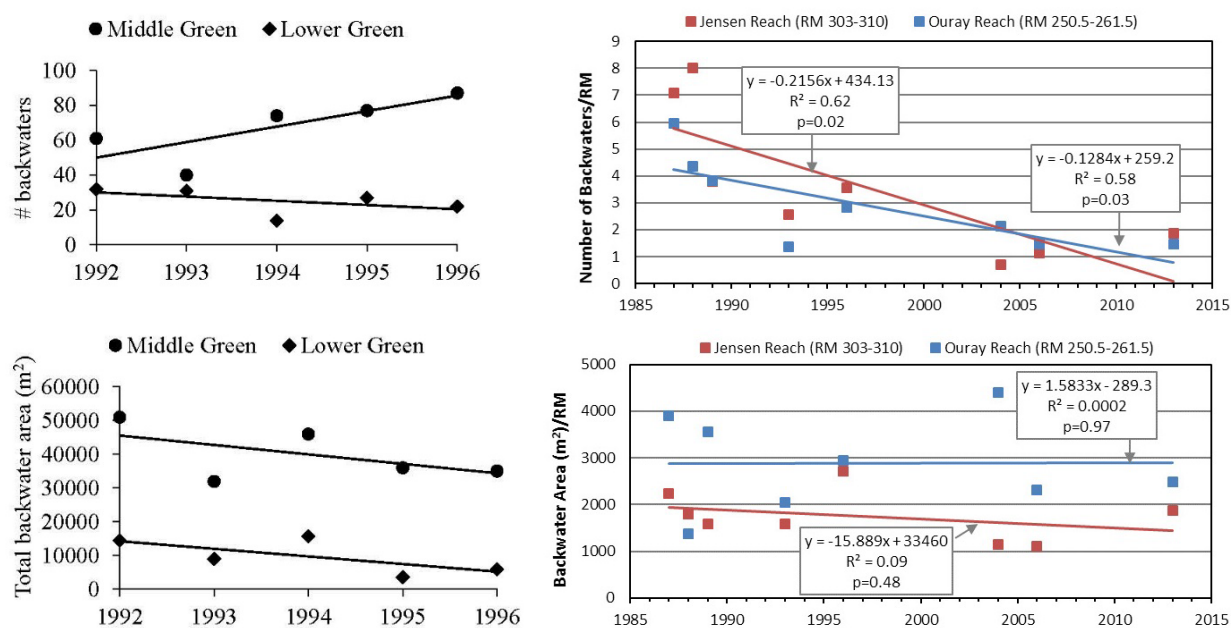 ● Middle Green ◆ Lower Green
# backwaters
100
80
60
40
20
0
1992 1993 1994 1995 1996
Jensen Reach (RM 303-310) Ouray Reach (RM 250.5-261.5)
Number of Backwaters/RM
9
8
7
6
5
4
3
2
1
0
y = -0.2156x + 434.13
R² = 0.62
p=0.02
y = -0.1284x + 259.2
R² = 0.58
p=0.03
1985 1990 1995 2000 2005 2010 2015
● Middle Green ◆ Lower Green
Total backwater area (m²)
60000
50000
40000
30000
20000
10000
0
1992 1993 1994 1995 1996
Jensen Reach (RM 303-310) Ouray Reach (RM 250.5-261.5)
Backwater Area (m²)/RM
5000
4000
3000
2000
1000
0
y = 1.5833x - 289.3
R² = 0.0002
p=0.97
y = -15.889x + 33460
R² = 0.09
p=0.48
1985 1990 1995 2000 2005 2010 2015